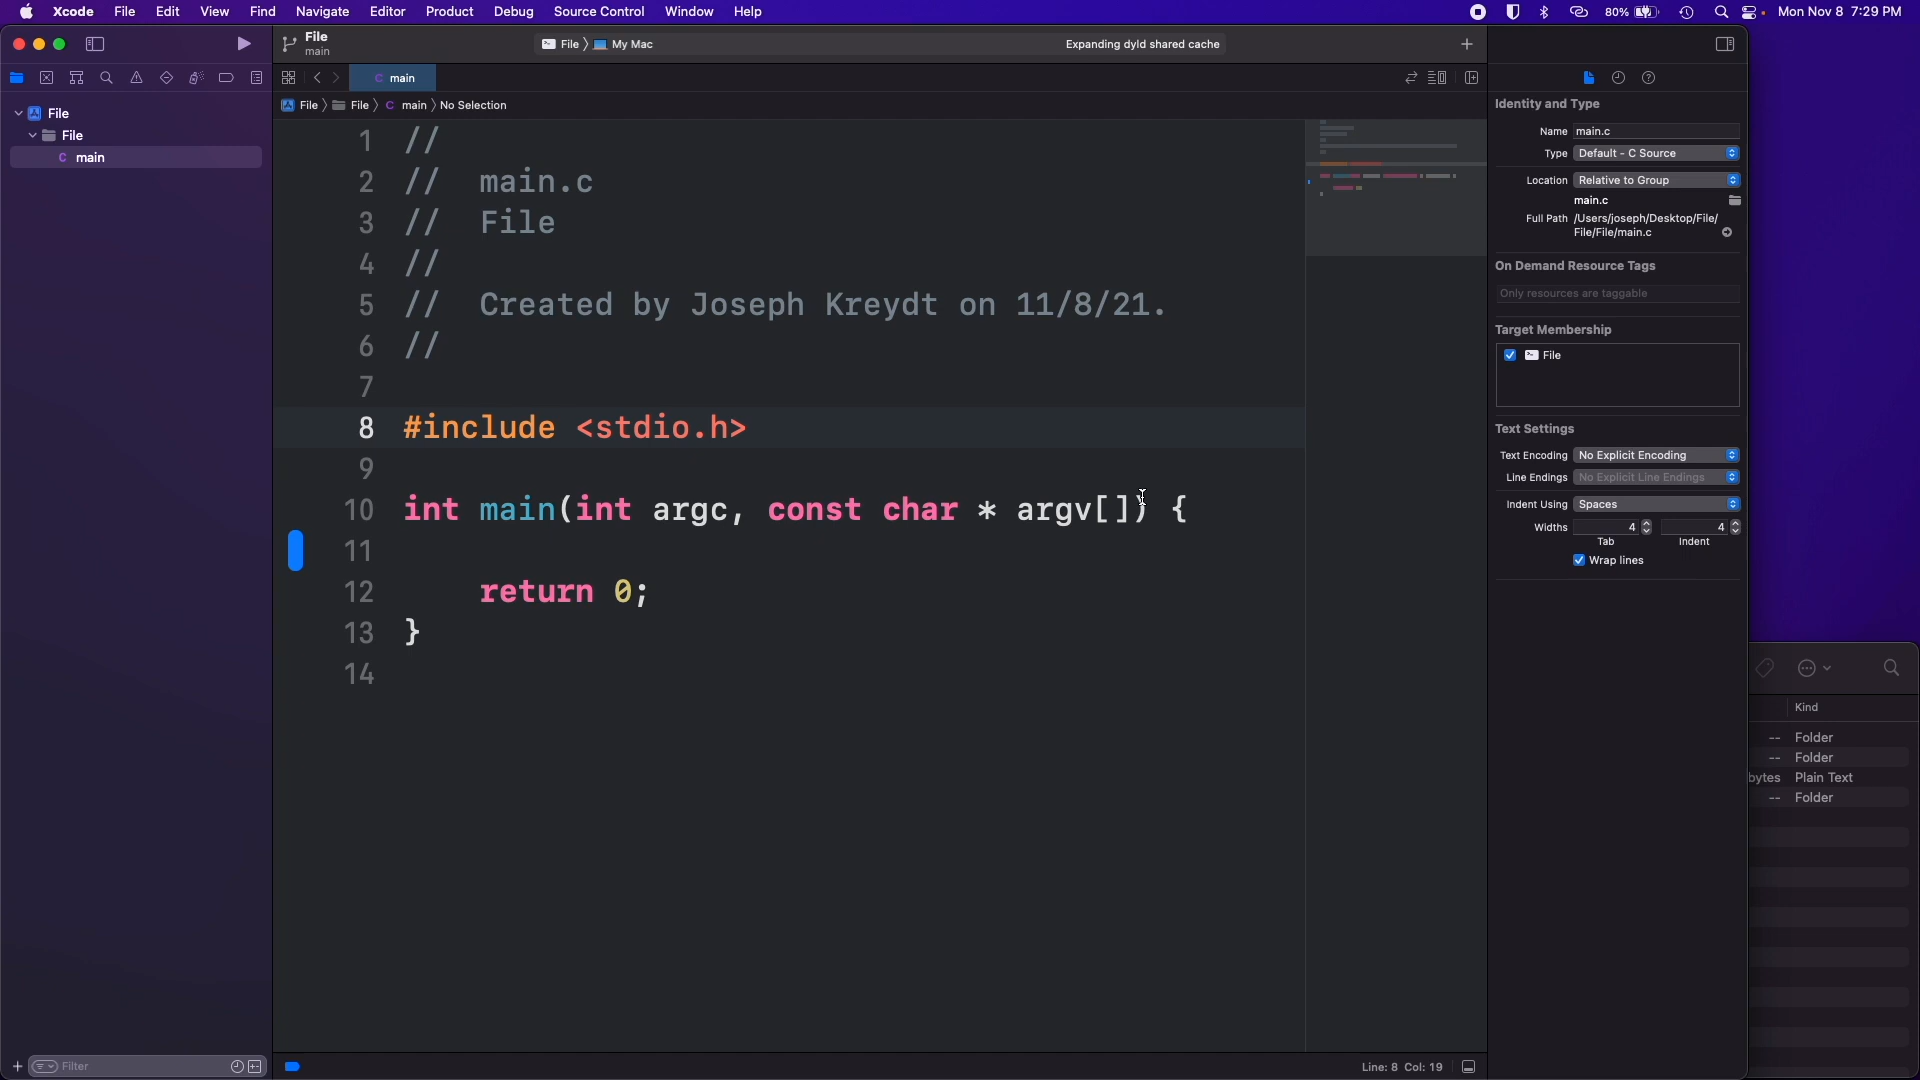 Xcode File Edit View Find Navigate Editor Product Debug Source Control Window Help 80% Mon Nov 8 7:29 PM
File
main
File My Mac Expanding dyld shared cache
C main
File File C main No Selection
File
File
C main
1 //
2 // main.c
3 // File
4 //
5 // Created by Joseph Kreydt on 11/8/21.
6 //
7
8 #include <stdio.h>
9
10 int main(int argc, const char * argv[]) {
11
12 return 0;
13 }
14
Filter
Line: 8 Col: 19
Identity and Type
Name main.c
Type Default - C Source
Location Relative to Group
main.c
Full Path /Users/joseph/Desktop/File/
File/File/main.c
On Demand Resource Tags
Only resources are taggable
Target Membership
File
Text Settings
Text Encoding No Explicit Encoding
Line Endings No Explicit Line Endings
Indent Using Spaces
Widths 4 4
Tab Indent
Wrap lines
Kind
-- Folder
-- Folder
bytes Plain Text
-- Folder